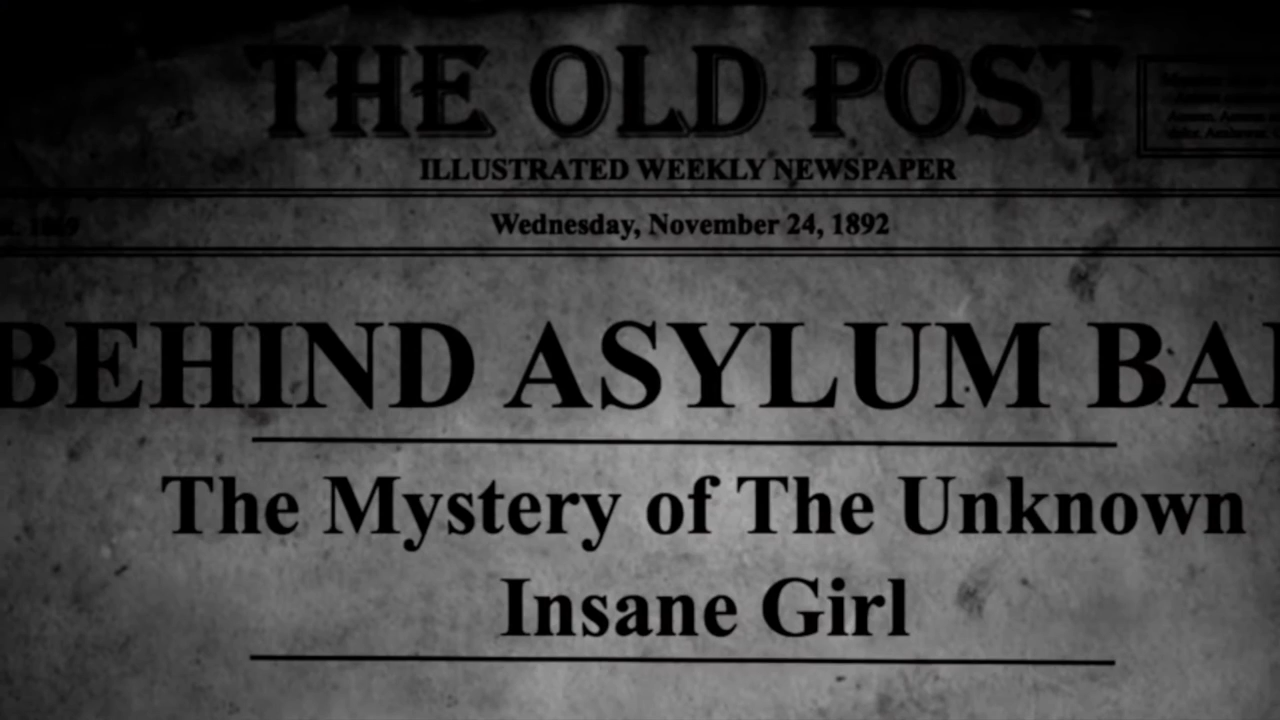 THE OLD POST
ILLUSTRATED WEEKLY NEWSPAPER
Wednesday, November 24, 1892
BEHIND ASYLUM
The Mystery of The Unknown
Insane Girl